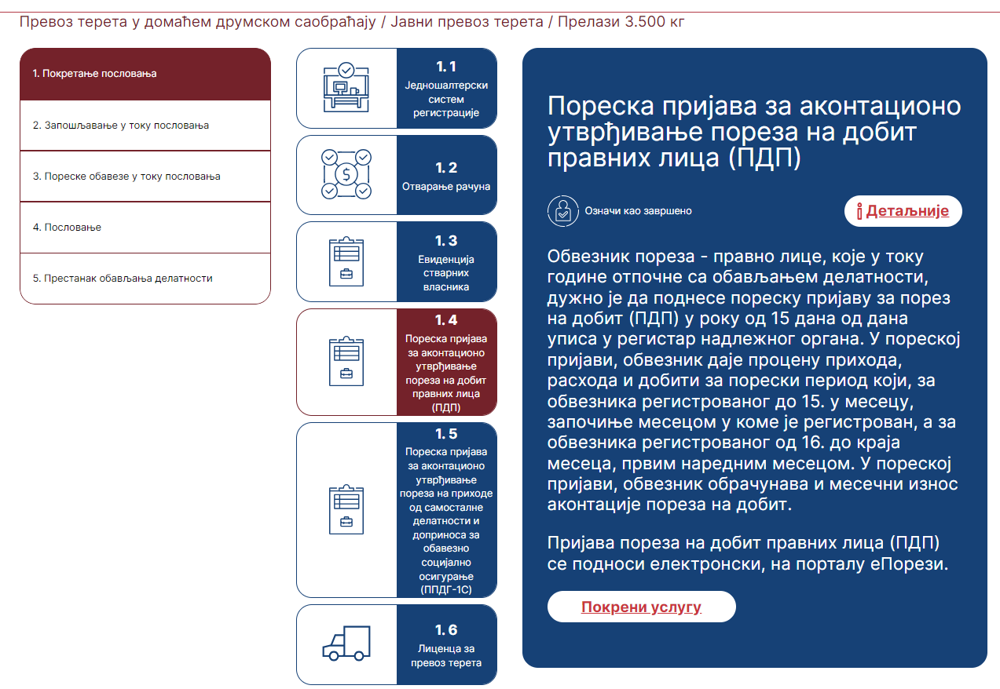 Превоз терета у домаћем друмском саобраћају / Јавни превоз терета / Прелази 3.500 кг
1. Покретање пословања
2. Запошљавање у току пословања
3. Пореске обавезе у току пословања
4. Пословање
5. Престанак обављања делатности
1. 1
Једношалтерски
систем
регистрације
1. 2
Отварање рачуна
1. 3
Евиденција
стварних
власника
1. 4
Пореска пријава
за аконтационо
утврђивање
пореза на добит
правних лица
(ПДП)
1. 5
Пореска пријава
за аконтационо
утврђивање
пореза на приходе
од самосталне
делатности и
доприноса за
обавезно
социјално
осигурање
(ППДГ-1С)
1. 6
Лиценца за
превоз терета
Пореска пријава за аконтационо
утврђивање пореза на добит
правних лица (ПДП)
Означи као завршено
Детаљније
Обвезник пореза - правно лице, које у току
године отпочне са обављањем делатности,
дужно је да поднесе пореску пријаву за порез
на добит (ПДП) у року од 15 дана од дана
уписа у регистар надлежног органа. У пореској
пријави, обвезник даје процену прихода,
расхода и добити за порески период који, за
обвезника регистрованог до 15. у месецу,
започиње месецом у коме је регистрован, а за
обвезника регистрованог од 16. до краја
месеца, првим наредним месецом. У пореској
пријави, обвезник обрачунава и месечни износ
аконтације пореза на добит.
Пријава пореза на добит правних лица (ПДП)
се подноси електронски, на порталу еПорези.
Покрени услугу